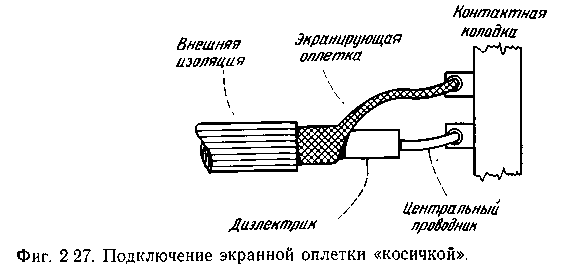 Контактная
колодка
Внешняя
изоляция
Экранирующая
оплетка
Диэлектрик
Центральный
проводник
Фиг. 2 27. Подключение экранной оплетки «косичкой».